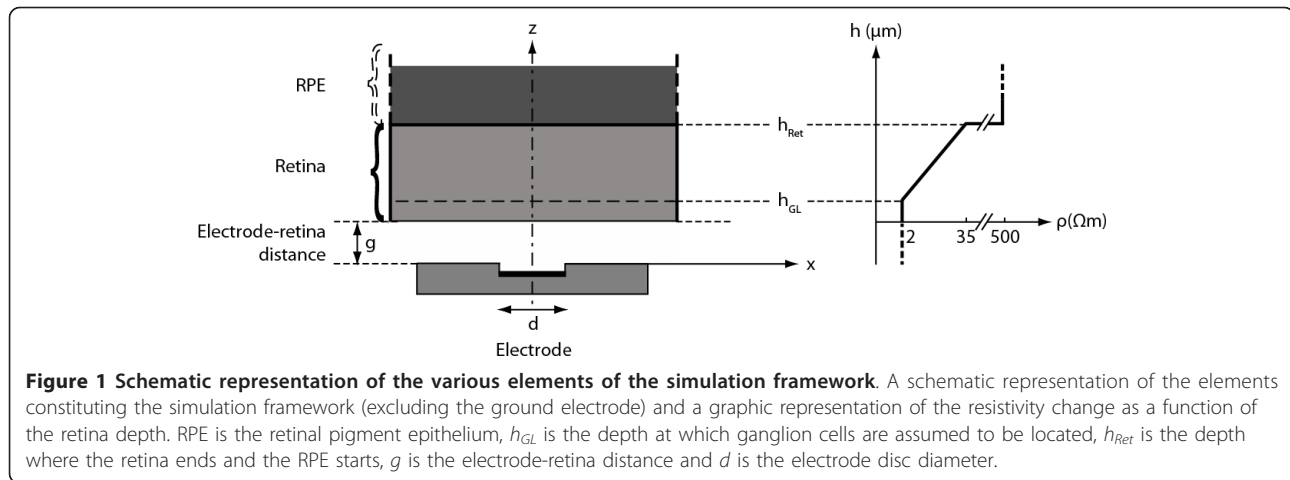 z
h (μm)
RPE
h_Ret
Retina
h_GL
Electrode-retina
distance
g
2
35
500
ρ(Ωm)
x
d
Electrode
Figure 1 Schematic representation of the various elements of the simulation framework. A schematic representation of the elements
constituting the simulation framework (excluding the ground electrode) and a graphic representation of the resistivity change as a function of
the retina depth. RPE is the retinal pigment epithelium, h_GL is the depth at which ganglion cells are assumed to be located, h_Ret is the depth
where the retina ends and the RPE starts, g is the electrode-retina distance and d is the electrode disc diameter.